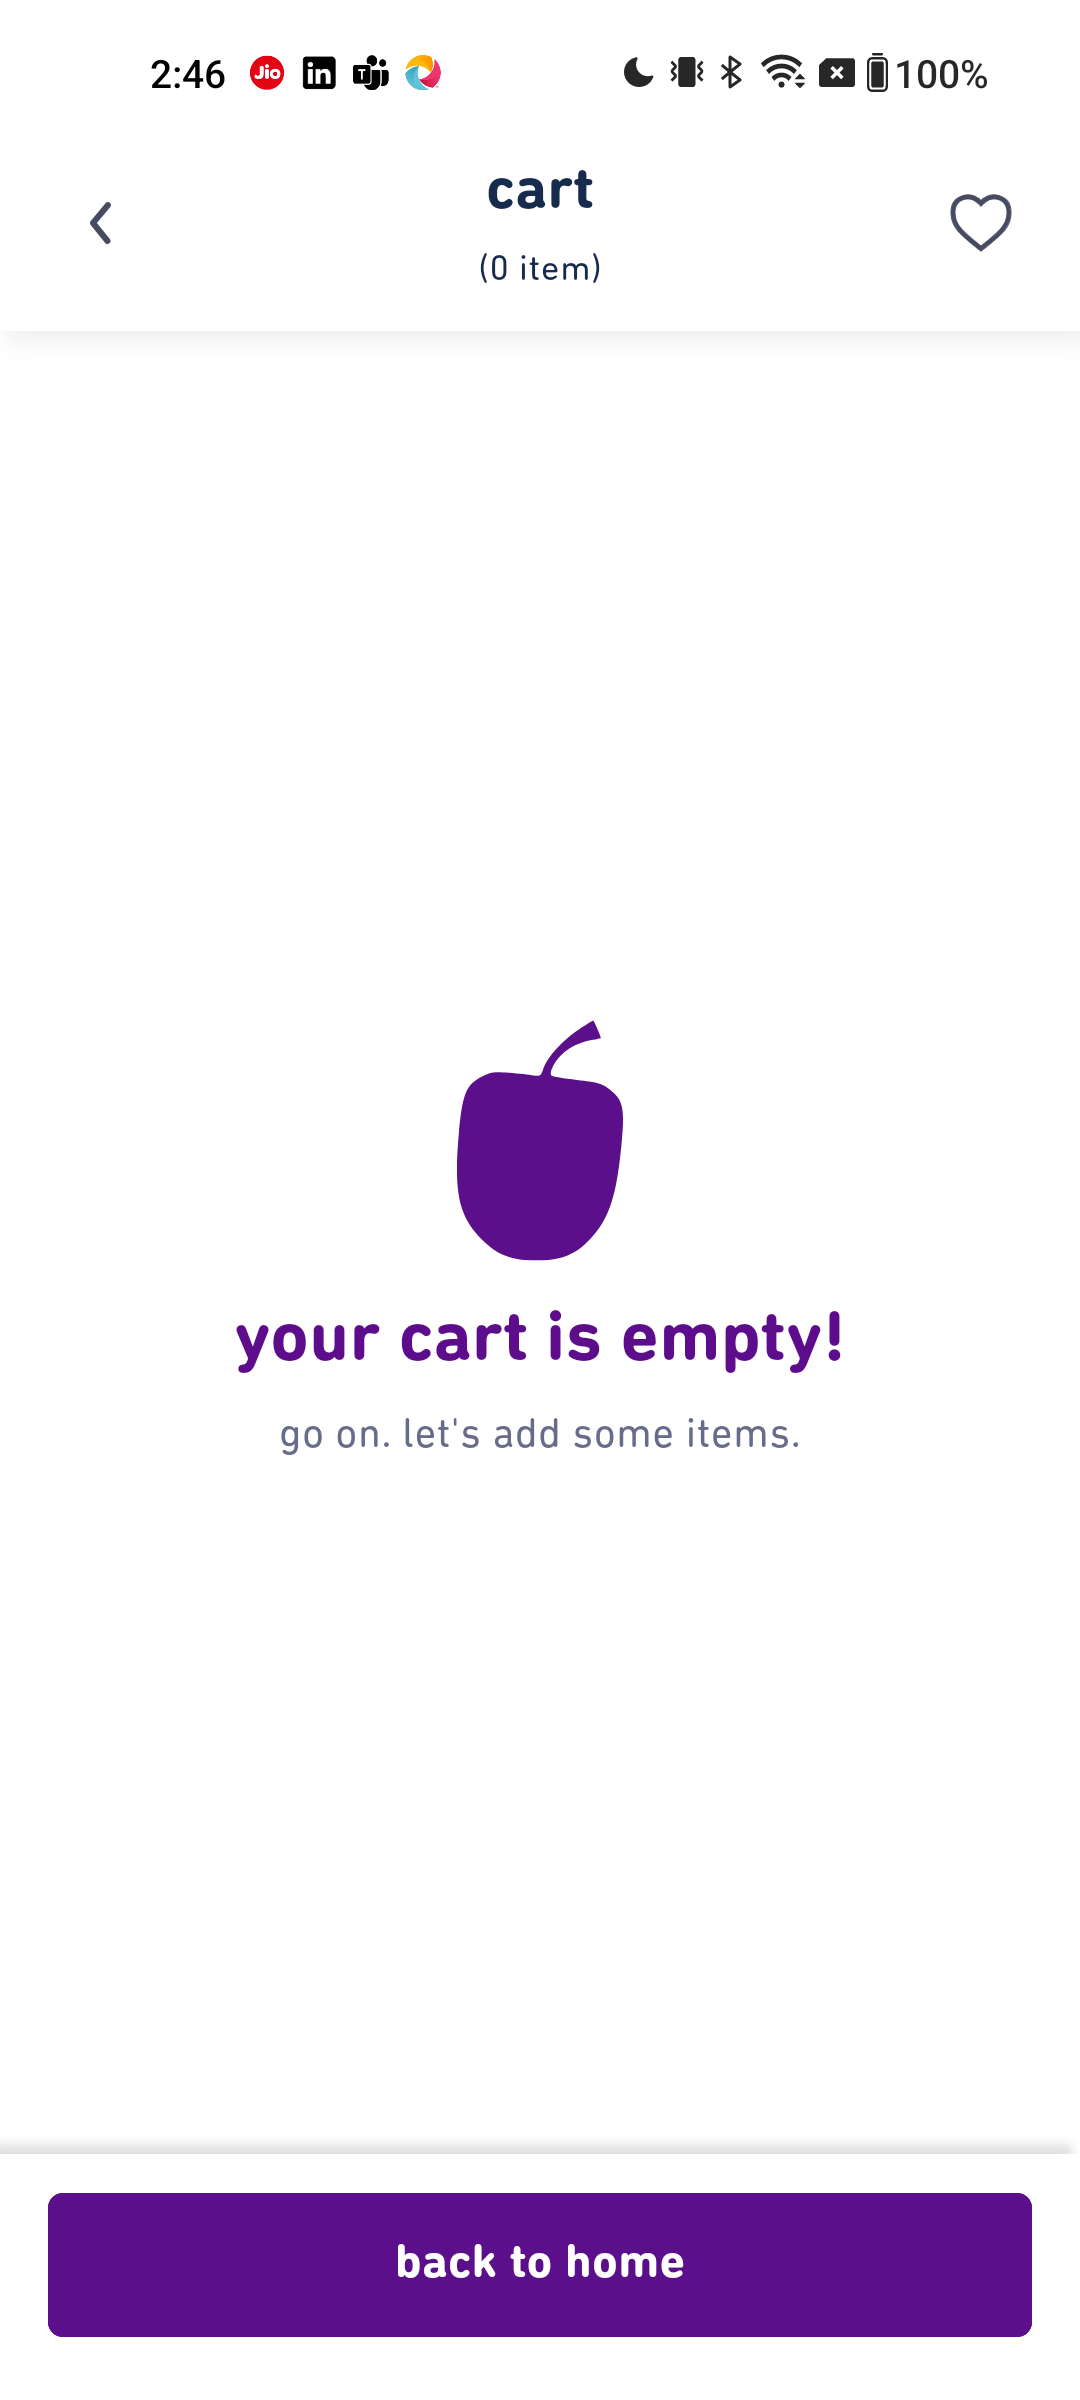 2:46 Jio in T 100%
cart
(0 item)
your cart is empty!
go on. let's add some items.
back to home